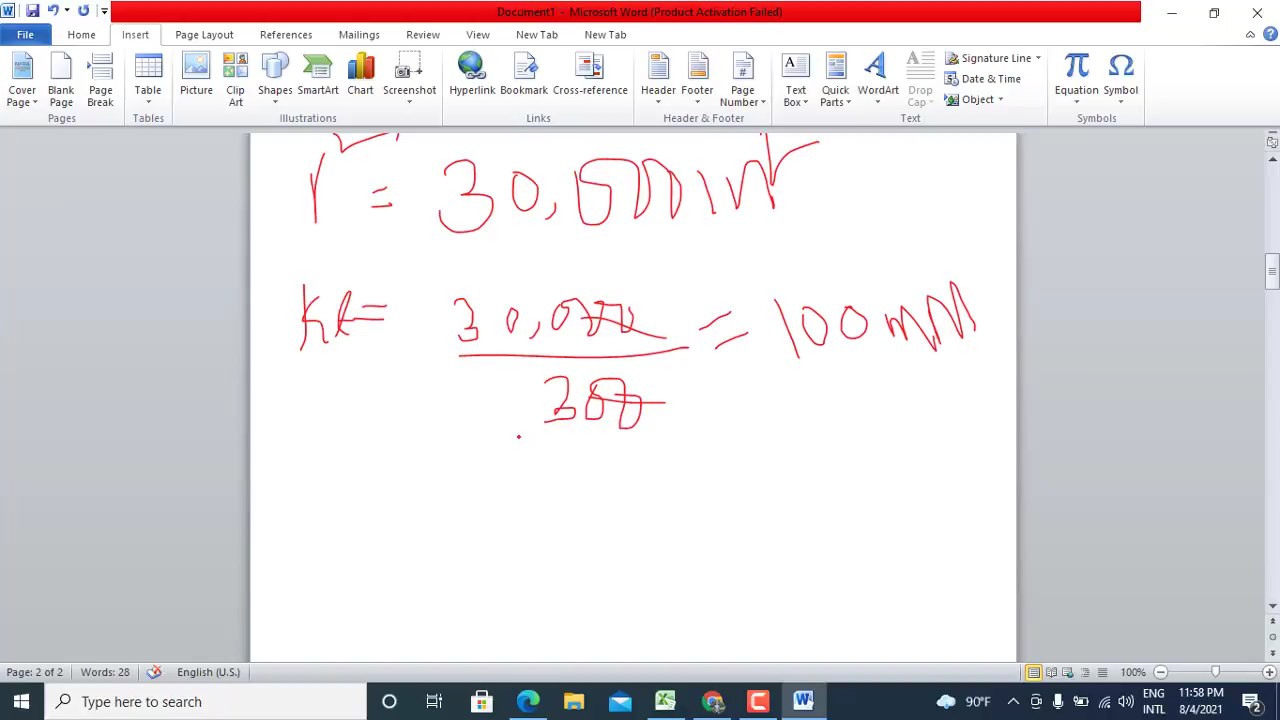 Document1 - Microsoft Word (Product Activation Failed)
File Home Insert Page Layout References Mailings Review View New Tab New Tab
Cover Page
Blank Page
Page Break
Table
Picture
Clip Art
Shapes
SmartArt
Chart
Screenshot
Hyperlink
Bookmark
Cross-reference
Header
Footer
Page Number
Text Box
Quick Parts
WordArt
Drop Cap
Signature Line
Date & Time
Object
Equation
Symbol
Pages Tables Illustrations Links Header & Footer Text Symbols
= 30,000
= 30,000 = 100 mM
300
Page: 2 of 2 Words: 28 English (U.S.) 100%
Type here to search 90°F ENG 11:58 PM
INTL 8/4/2021 2